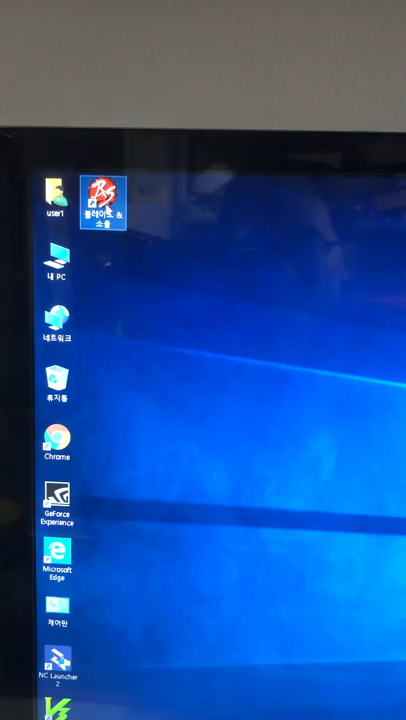 user1
블레이드 &
소울
내 PC
네트워크
휴지통
Chrome
GeForce
Experience
Microsoft
Edge
제어판
NC Launcher
2